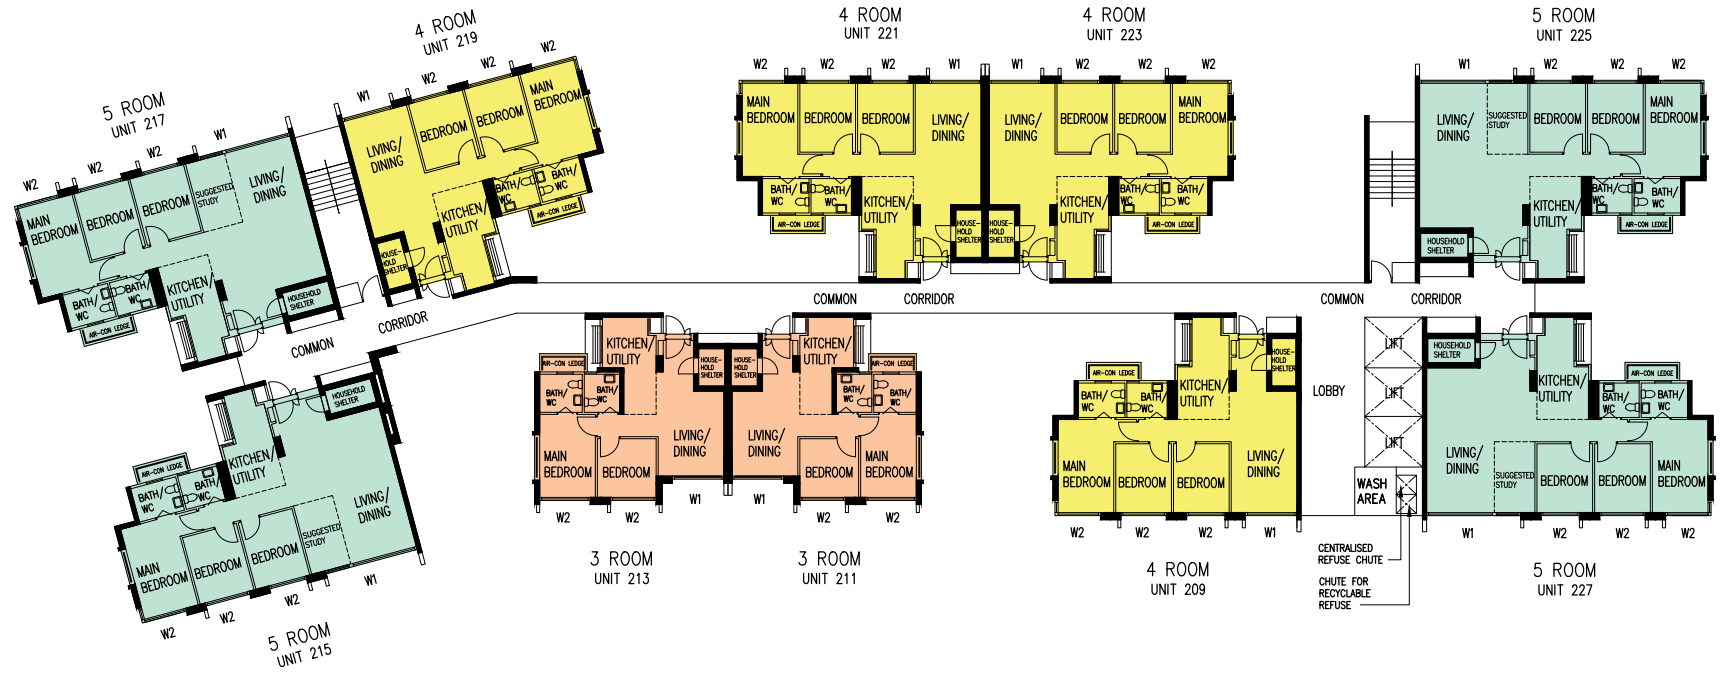 5 ROOM
UNIT 217
W2
W2
W2
W1
MAIN
BEDROOM
BEDROOM
BEDROOM
SUGGESTED
STUDY
LIVING/
DINING
BATH/
WC
BATH/
WC
AIR-CON LEDGE
KITCHEN/
UTILITY
HOUSEHOLD
SHELTER
4 ROOM
UNIT 219
W1
W2
W2
W2
LIVING/
DINING
BEDROOM
BEDROOM
MAIN
BEDROOM
BATH/
WC
BATH/
WC
AIR-CON LEDGE
KITCHEN/
UTILITY
HOUSE-
HOLD
SHELTER
4 ROOM
UNIT 221
W2
W2
W2
W1
MAIN
BEDROOM
BEDROOM
BEDROOM
LIVING/
DINING
BATH/
WC
BATH/
WC
AIR-CON LEDGE
KITCHEN/
UTILITY
HOUSE-
HOLD
SHELTER
4 ROOM
UNIT 223
W1
W2
W2
W2
LIVING/
DINING
BEDROOM
BEDROOM
MAIN
BEDROOM
HOUSE-
HOLD
SHELTER
KITCHEN/
UTILITY
BATH/
WC
BATH/
WC
AIR-CON LEDGE
5 ROOM
UNIT 225
W1
W2
W2
W2
LIVING/
DINING
SUGGESTED
STUDY
BEDROOM
BEDROOM
MAIN
BEDROOM
HOUSEHOLD
SHELTER
KITCHEN/
UTILITY
BATH/
WC
BATH/
WC
AIR-CON LEDGE
COMMON
CORRIDOR
COMMON
CORRIDOR
COMMON
CORRIDOR
HOUSEHOLD
SHELTER
KITCHEN/
UTILITY
AIR-CON LEDGE
BATH/
WC
BATH/
WC
MAIN
BEDROOM
BEDROOM
BEDROOM
SUGGESTED
STUDY
LIVING/
DINING
W2
W2
W2
W1
5 ROOM
UNIT 215
KITCHEN/
UTILITY
HOUSE-
HOLD
SHELTER
AIR-CON LEDGE
BATH/
WC
BATH/
WC
MAIN
BEDROOM
BEDROOM
LIVING/
DINING
W2
W2
W1
3 ROOM
UNIT 213
HOUSE-
HOLD
SHELTER
KITCHEN/
UTILITY
AIR-CON LEDGE
BATH/
WC
BATH/
WC
LIVING/
DINING
BEDROOM
MAIN
BEDROOM
W1
W2
W2
3 ROOM
UNIT 211
HOUSE-
HOLD
SHELTER
AIR-CON LEDGE
BATH/
WC
BATH/
WC
KITCHEN/
UTILITY
MAIN
BEDROOM
BEDROOM
BEDROOM
LIVING/
DINING
W2
W2
W2
W1
4 ROOM
UNIT 209
LOBBY
LIFT
LIFT
LIFT
WASH
AREA
CENTRALISED
REFUSE CHUTE
CHUTE FOR
RECYCLABLE
REFUSE
HOUSEHOLD
SHELTER
KITCHEN/
UTILITY
AIR-CON LEDGE
BATH/
WC
BATH/
WC
LIVING/
DINING
SUGGESTED
STUDY
BEDROOM
BEDROOM
MAIN
BEDROOM
W1
W2
W2
W2
5 ROOM
UNIT 227